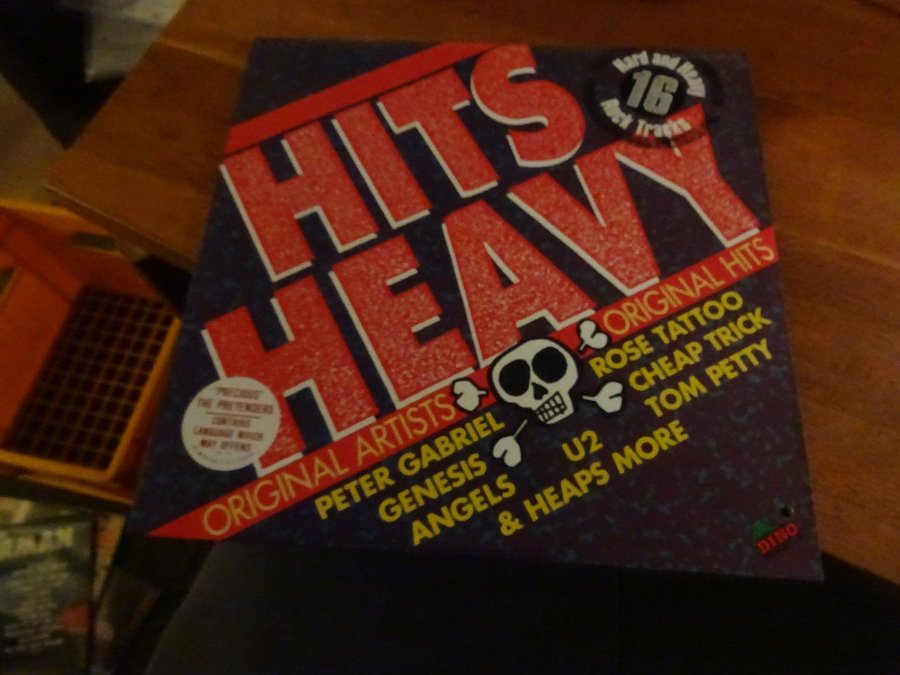 HITS
HEAVY
Hard and Heavy
16
Rock Tracks
ORIGINAL ARTISTS
ORIGINAL HITS
"PRECIOUS"
THE PRETENDERS
CONTAINS
LANGUAGE WHICH
MAY OFFEND
PETER GABRIEL
GENESIS
ANGELS
U2
& HEAPS MORE
ROSE TATTOO
CHEAP TRICK
TOM PETTY
DINO